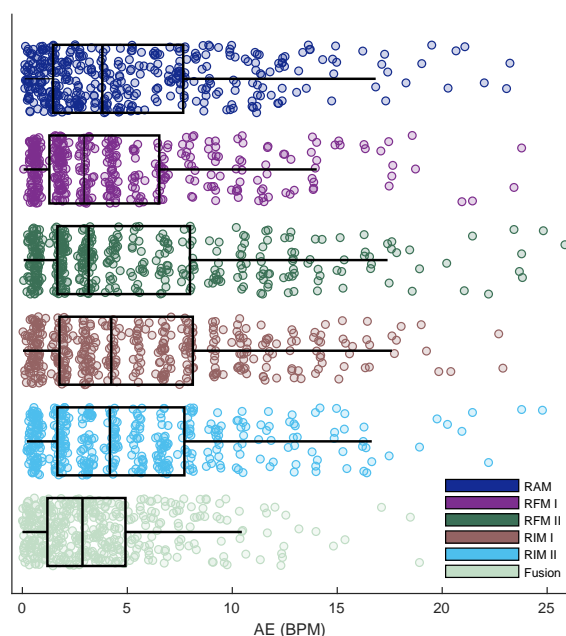 RAM
RFM I
RFM II
RIM I
RIM II
Fusion
0 5 10 15 20 25
AE (BPM)